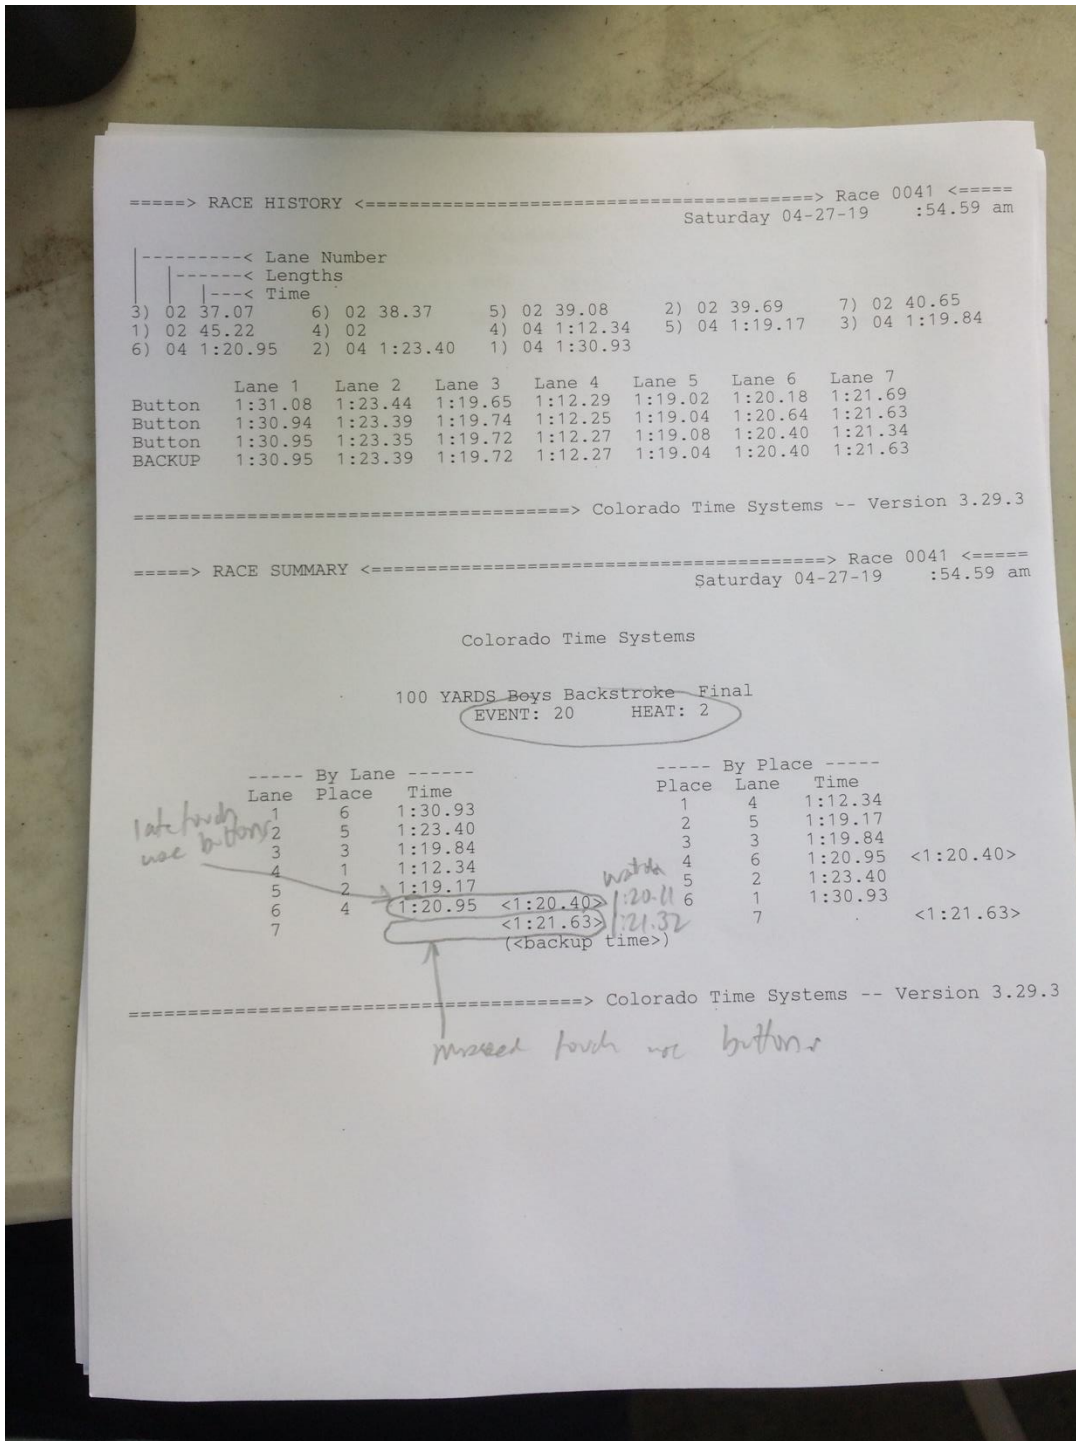 =====> RACE HISTORY <=========================================> Race 0041 <=====
Saturday 04-27-19 :54.59 am
|---------< Lane Number
|------< Lengths
|---< Time
3) 02 37.07 6) 02 38.37 5) 02 39.08 2) 02 39.69 7) 02 40.65
1) 02 45.22 4) 02 4) 04 1:12.34 5) 04 1:19.17 3) 04 1:19.84
6) 04 1:20.95 2) 04 1:23.40 1) 04 1:30.93
Lane 1 Lane 2 Lane 3 Lane 4 Lane 5 Lane 6 Lane 7
Button 1:31.08 1:23.44 1:19.65 1:12.29 1:19.02 1:20.18 1:21.69
Button 1:30.94 1:23.39 1:19.74 1:12.25 1:19.04 1:20.64 1:21.63
Button 1:30.95 1:23.35 1:19.72 1:12.27 1:19.08 1:20.40 1:21.34
BACKUP 1:30.95 1:23.39 1:19.72 1:12.27 1:19.04 1:20.40 1:21.63
=======================================> Colorado Time Systems -- Version 3.29.3
=====> RACE SUMMARY <=========================================> Race 0041 <=====
Saturday 04-27-19 :54.59 am
Colorado Time Systems
100 YARDS Boys Backstroke Final
EVENT: 20 HEAT: 2
----- By Lane ------ ----- By Place -----
Lane Place Time Place Lane Time
1 6 1:30.93 1 4 1:12.34
late touch
2 5 1:23.40 2 5 1:19.17
use buttons
3 3 1:19.84 3 3 1:19.84
4 1 1:12.34 4 6 1:20.95 <1:20.40>
watch
5 2 1:19.17 5 2 1:23.40
6 4 1:20.95 <1:20.40> 1:20.11 6 1 1:30.93
7 <1:21.63> 1:21.32 7 <1:21.63>
(<backup time>)
========================================> Colorado Time Systems -- Version 3.29.3
missed touch use buttons